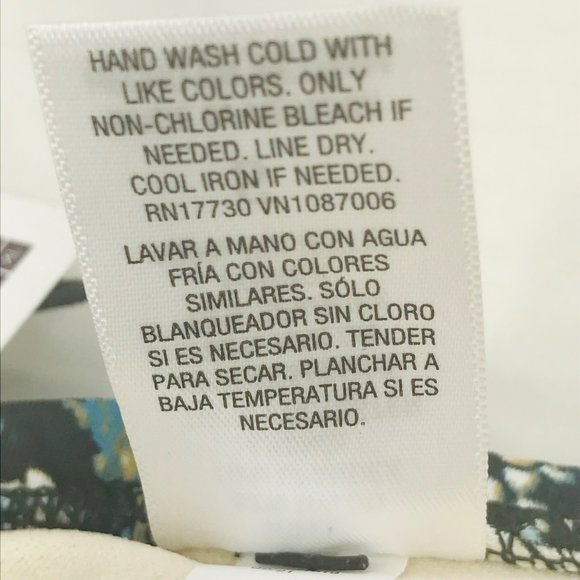 HAND WASH COLD WITH
LIKE COLORS. ONLY
NON-CHLORINE BLEACH IF
NEEDED. LINE DRY.
COOL IRON IF NEEDED.
RN17730 VN1087006
LAVAR A MANO CON AGUA
FRÍA CON COLORES
SIMILARES. SÓLO
BLANQUEADOR SIN CLORO
SI ES NECESARIO. TENDER
PARA SECAR. PLANCHAR A
BAJA TEMPERATURA SI ES
NECESARIO.